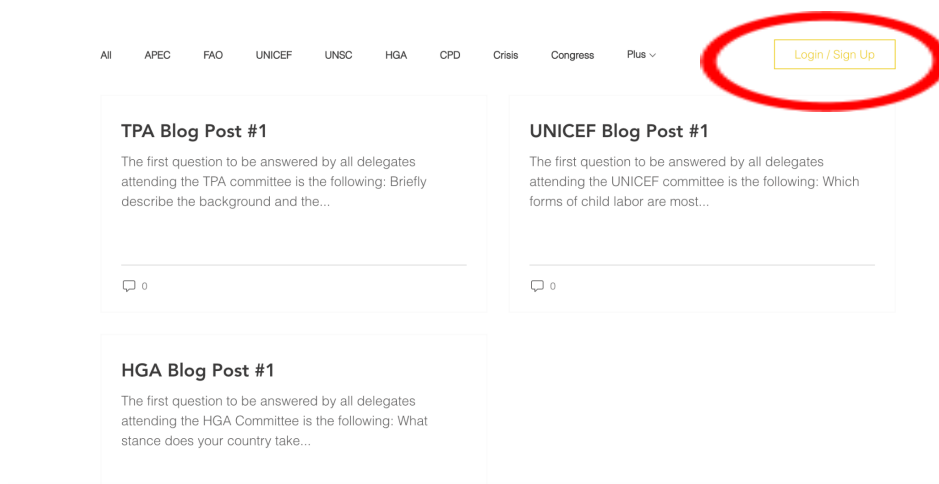 All APEC FAO UNICEF UNSC HGA CPD Crisis Congress Plus Login / Sign Up
TPA Blog Post #1
The first question to be answered by all delegates
attending the TPA committee is the following: Briefly
describe the background and the...
0
UNICEF Blog Post #1
The first question to be answered by all delegates
attending the UNICEF committee is the following: Which
forms of child labor are most...
0
HGA Blog Post #1
The first question to be answered by all delegates
attending the HGA Committee is the following: What
stance does your country take...